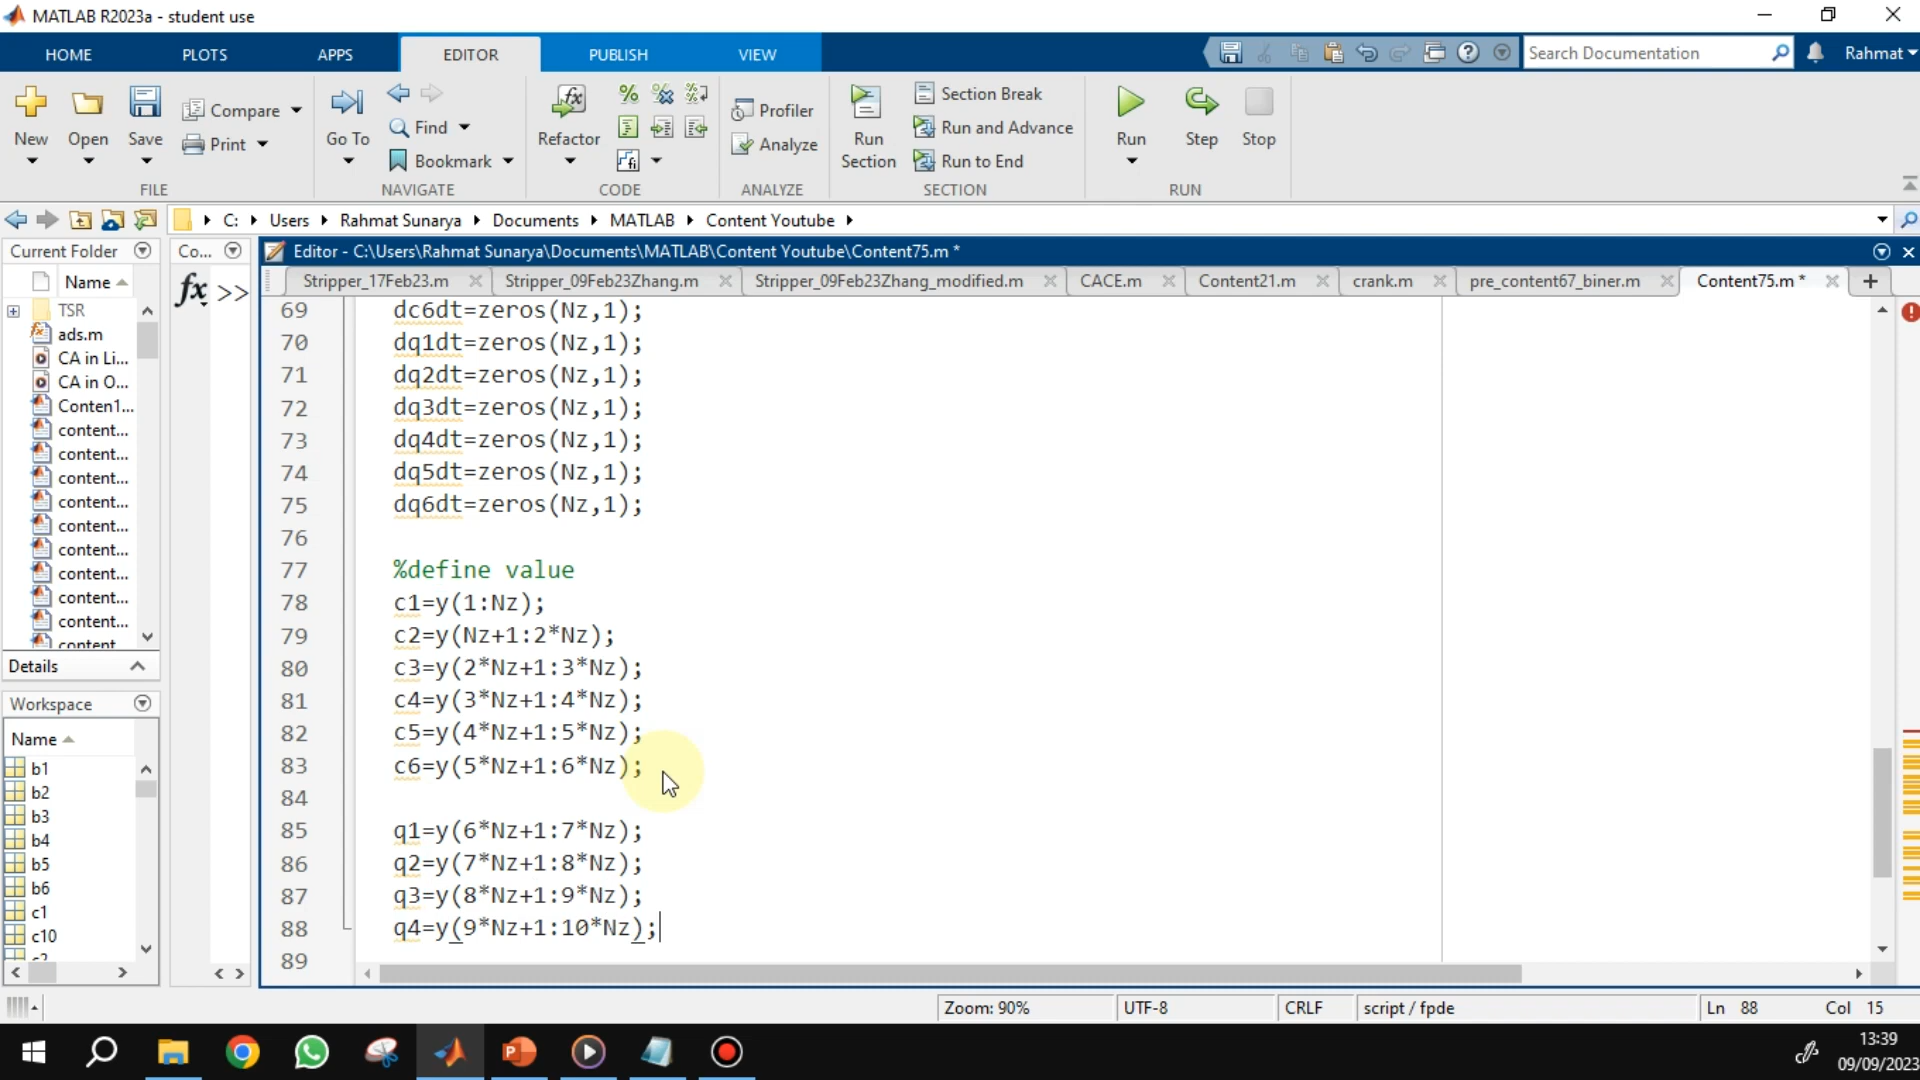 MATLAB R2023a - student use
HOME PLOTS APPS EDITOR PUBLISH VIEW Search Documentation Rahmat
New Open Save Compare Print FILE
Go To Find Bookmark NAVIGATE
Refactor CODE
Profiler Analyze ANALYZE
Run Section Section Break Run and Advance Run to End SECTION
Run Step Stop RUN
C: Users Rahmat Sunarya Documents MATLAB Content Youtube
Current Folder Co... Editor - C:\Users\Rahmat Sunarya\Documents\MATLAB\Content Youtube\Content75.m *
Stripper_17Feb23.m Stripper_09Feb23Zhang.m Stripper_09Feb23Zhang_modified.m CACE.m Content21.m crank.m pre_content67_biner.m Content75.m * +
Name
TSR
ads.m
CA in Li...
CA in O...
Conten1...
content...
content...
content...
content...
content...
content...
content...
content...
content...
content
Details
Workspace
Name
b1
b2
b3
b4
b5
b6
c1
c10
c2
fx >>
69 dc6dt=zeros(Nz,1);
70 dq1dt=zeros(Nz,1);
71 dq2dt=zeros(Nz,1);
72 dq3dt=zeros(Nz,1);
73 dq4dt=zeros(Nz,1);
74 dq5dt=zeros(Nz,1);
75 dq6dt=zeros(Nz,1);
76
77 %define value
78 c1=y(1:Nz);
79 c2=y(Nz+1:2*Nz);
80 c3=y(2*Nz+1:3*Nz);
81 c4=y(3*Nz+1:4*Nz);
82 c5=y(4*Nz+1:5*Nz);
83 c6=y(5*Nz+1:6*Nz);
84
85 q1=y(6*Nz+1:7*Nz);
86 q2=y(7*Nz+1:8*Nz);
87 q3=y(8*Nz+1:9*Nz);
88 q4=y(9*Nz+1:10*Nz);
89
Zoom: 90% UTF-8 CRLF script / fpde Ln 88 Col 15
13:39
09/09/2023